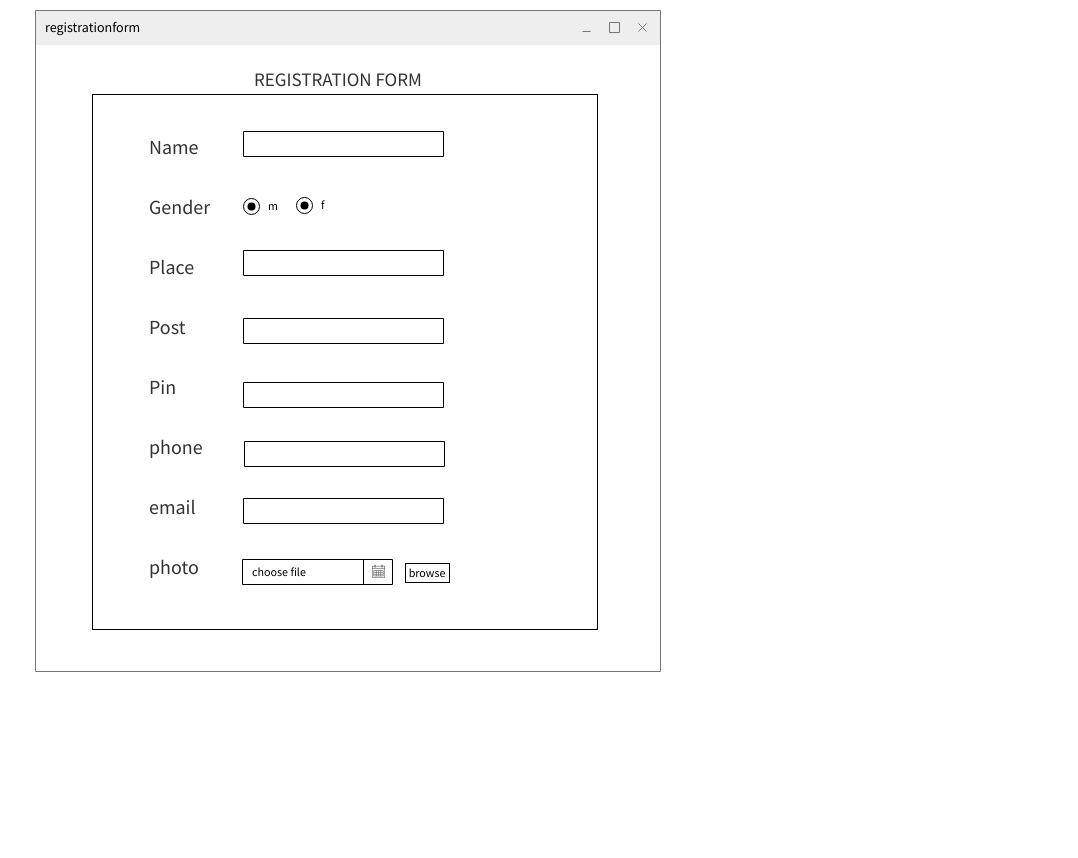 registrationform
REGISTRATION FORM
Name
Gender m f
Place
Post
Pin
phone
email
photo choose file browse